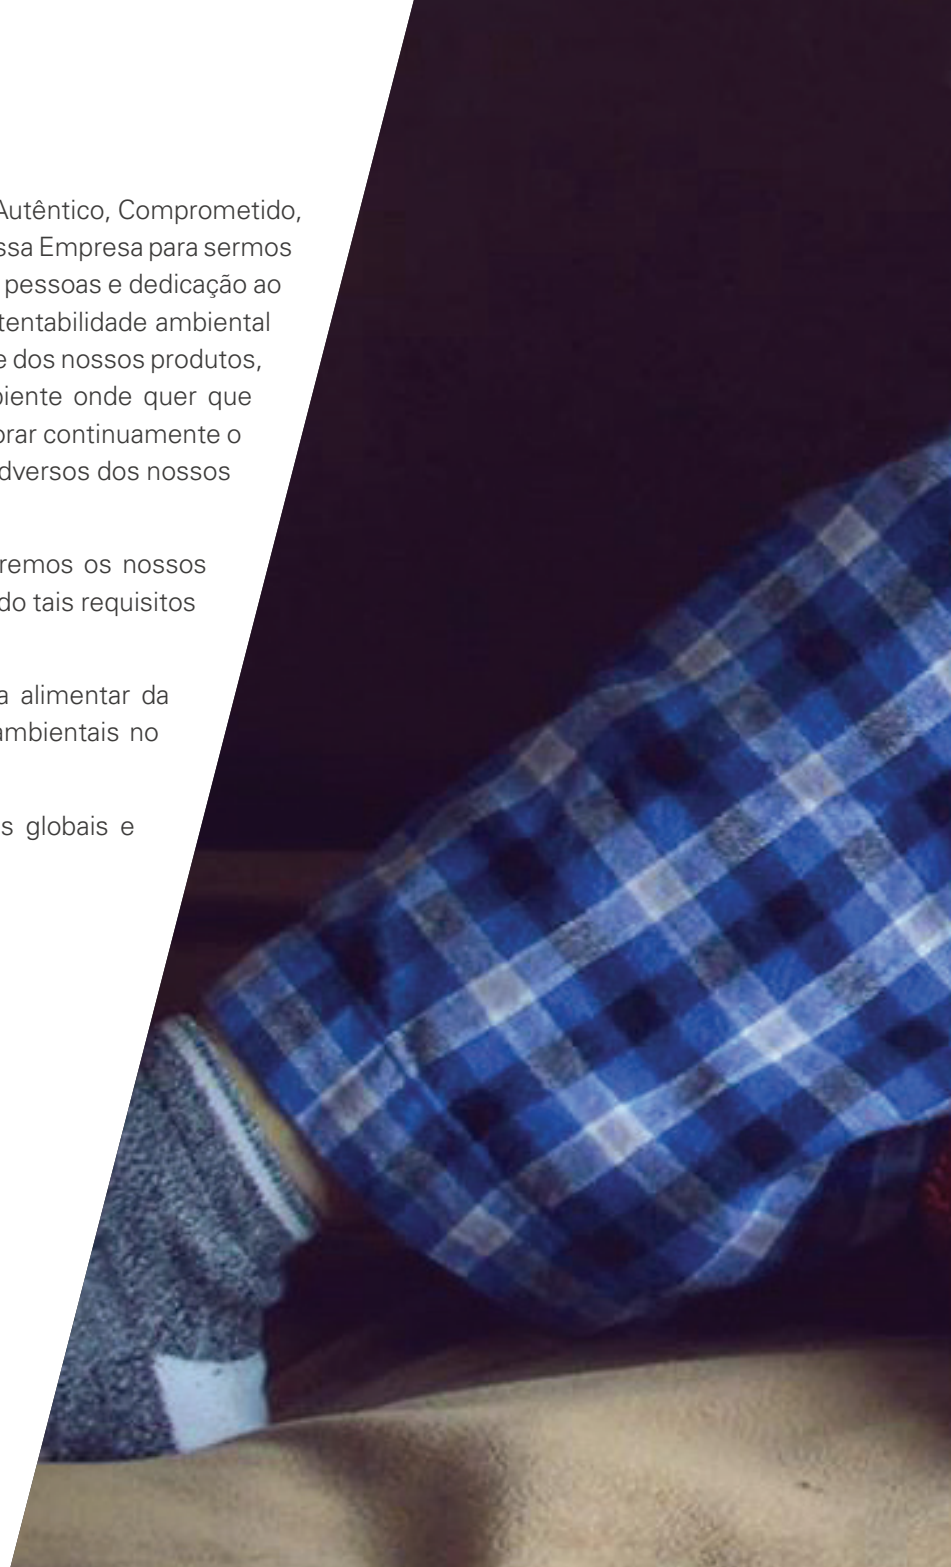 Autêntico, Comprometido,
ssa Empresa para sermos
pessoas e dedicação ao
tentabilidade ambiental
e dos nossos produtos,
piente onde quer que
orar continuamente o
dversos dos nossos
remos os nossos
do tais requisitos
a alimentar da
ambientais no
s globais e